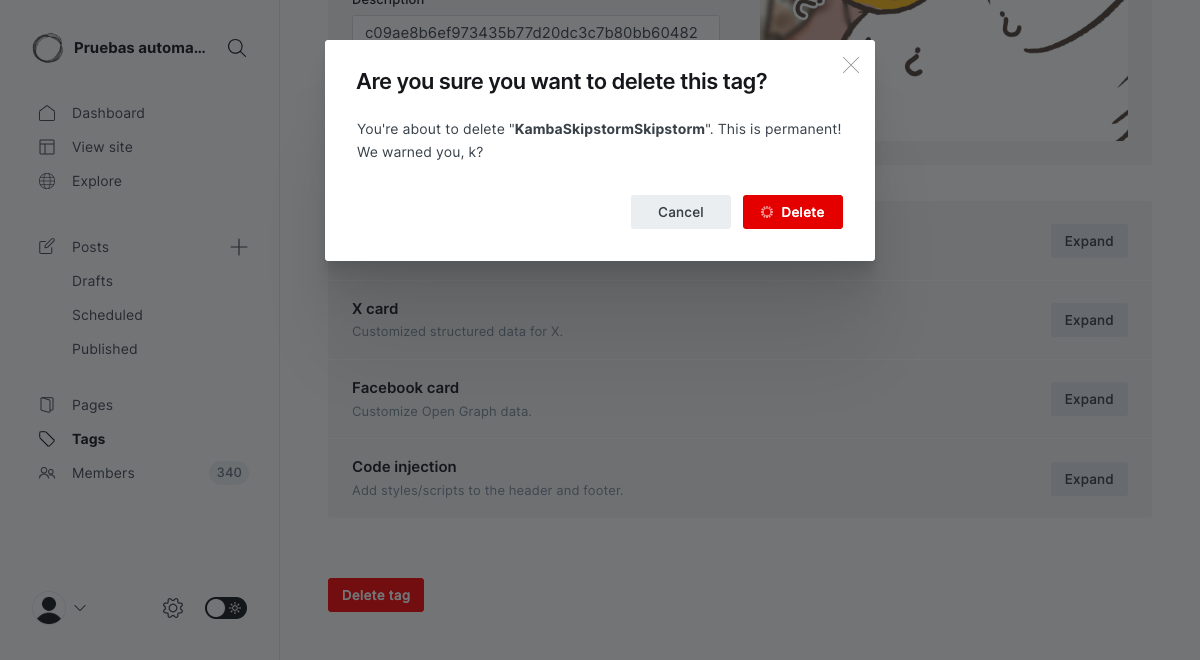 Pruebas automa...
Dashboard
View site
Explore
Posts
Drafts
Scheduled
Published
Pages
Tags
Members
340
Description
c09ae8b6ef973435b77d20dc3c7b80bb60482
Are you sure you want to delete this tag?
You're about to delete "KambaSkipstormSkipstorm". This is permanent!
We warned you, k?
Cancel
Delete
Expand
X card
Customized structured data for X.
Expand
Facebook card
Customize Open Graph data.
Expand
Code injection
Add styles/scripts to the header and footer.
Expand
Delete tag